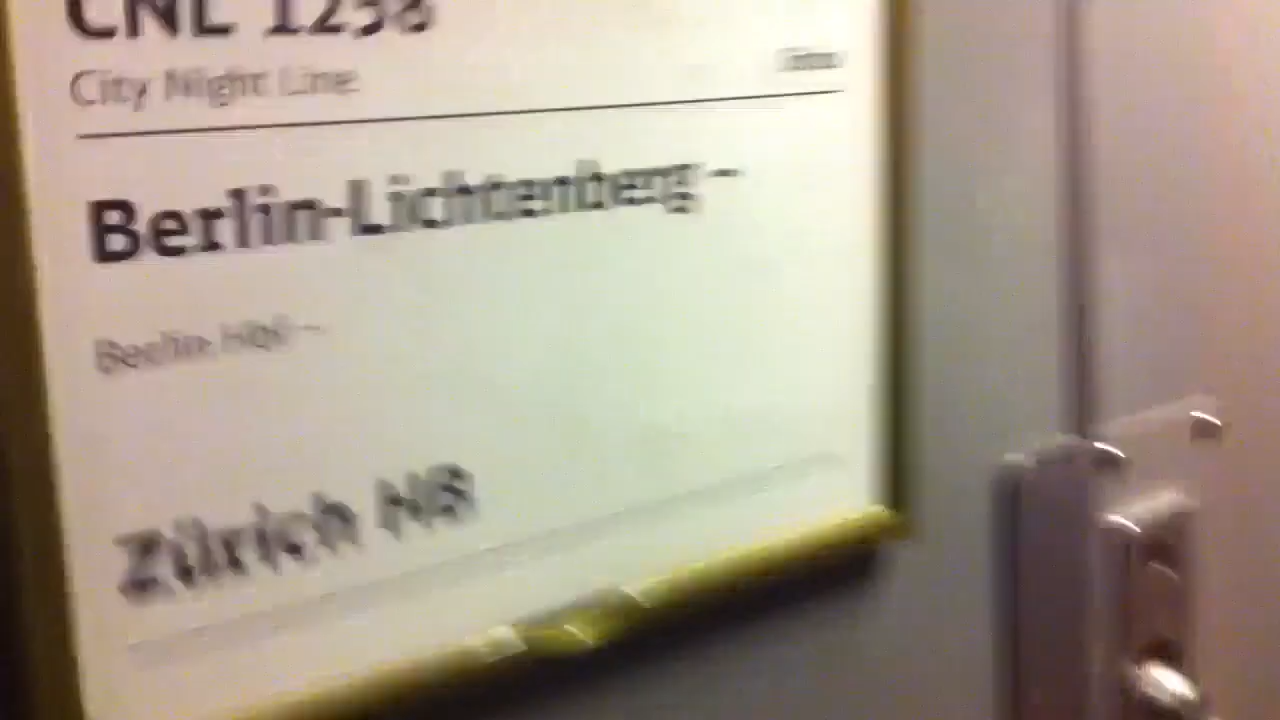 CNL 1258
City Night Line
Berlin-Lichtenberg –
Berlin Hbf –
Zürich HB